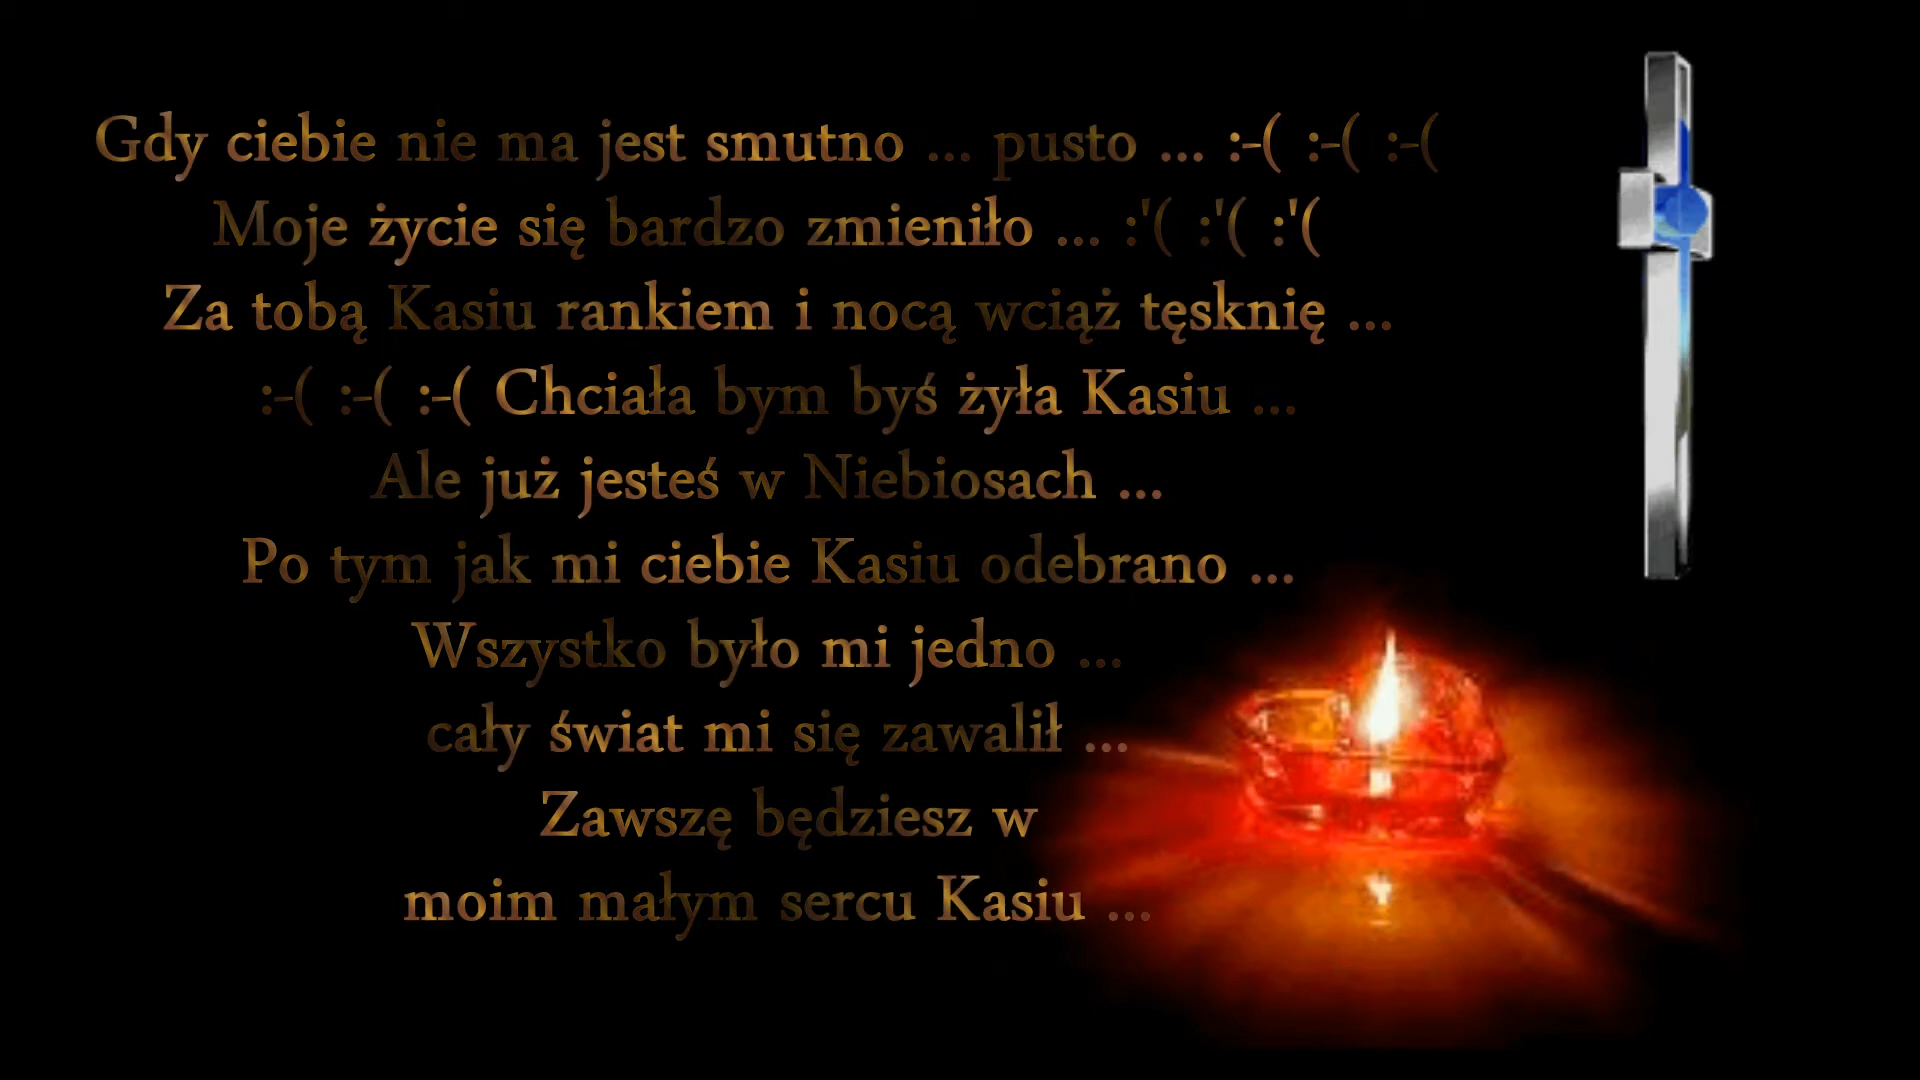 Gdy ciebie nie ma jest smutno ... pusto ... :-( :-( :-(
Moje życie się bardzo zmieniło ... :'( :'( :'(
Za tobą Kasiu rankiem i nocą wciąż tęsknię ...
:-( :-( :-( Chciała bym byś żyła Kasiu ...
Ale już jesteś w Niebiosach ...
Po tym jak mi ciebie Kasiu odebrano ...
Wszystko było mi jedno ...
cały świat mi się zawalił ...
Zawszę będziesz w
moim małym sercu Kasiu ...